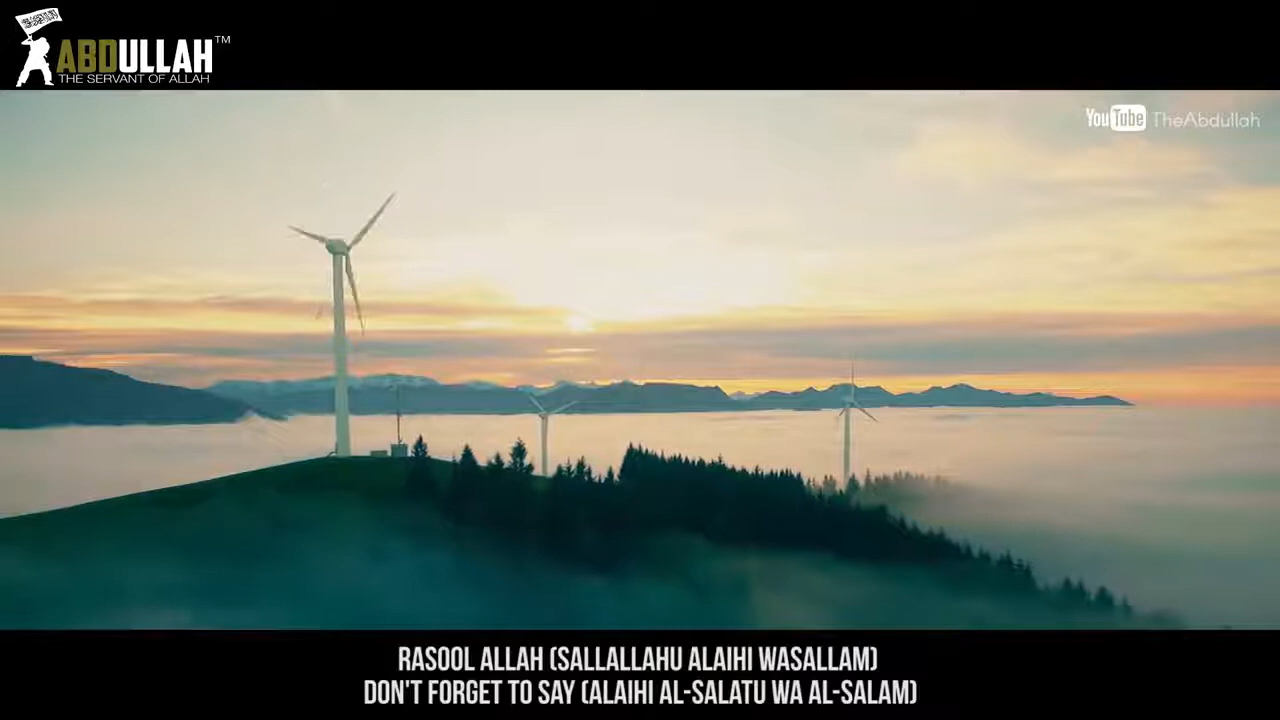 ABDULLAH™
THE SERVANT OF ALLAH
YouTube TheAbdullah
RASOOL ALLAH (SALLALLAHU ALAIHI WASALLAM)
DON'T FORGET TO SAY (ALAIHI AL-SALATU WA AL-SALAM)